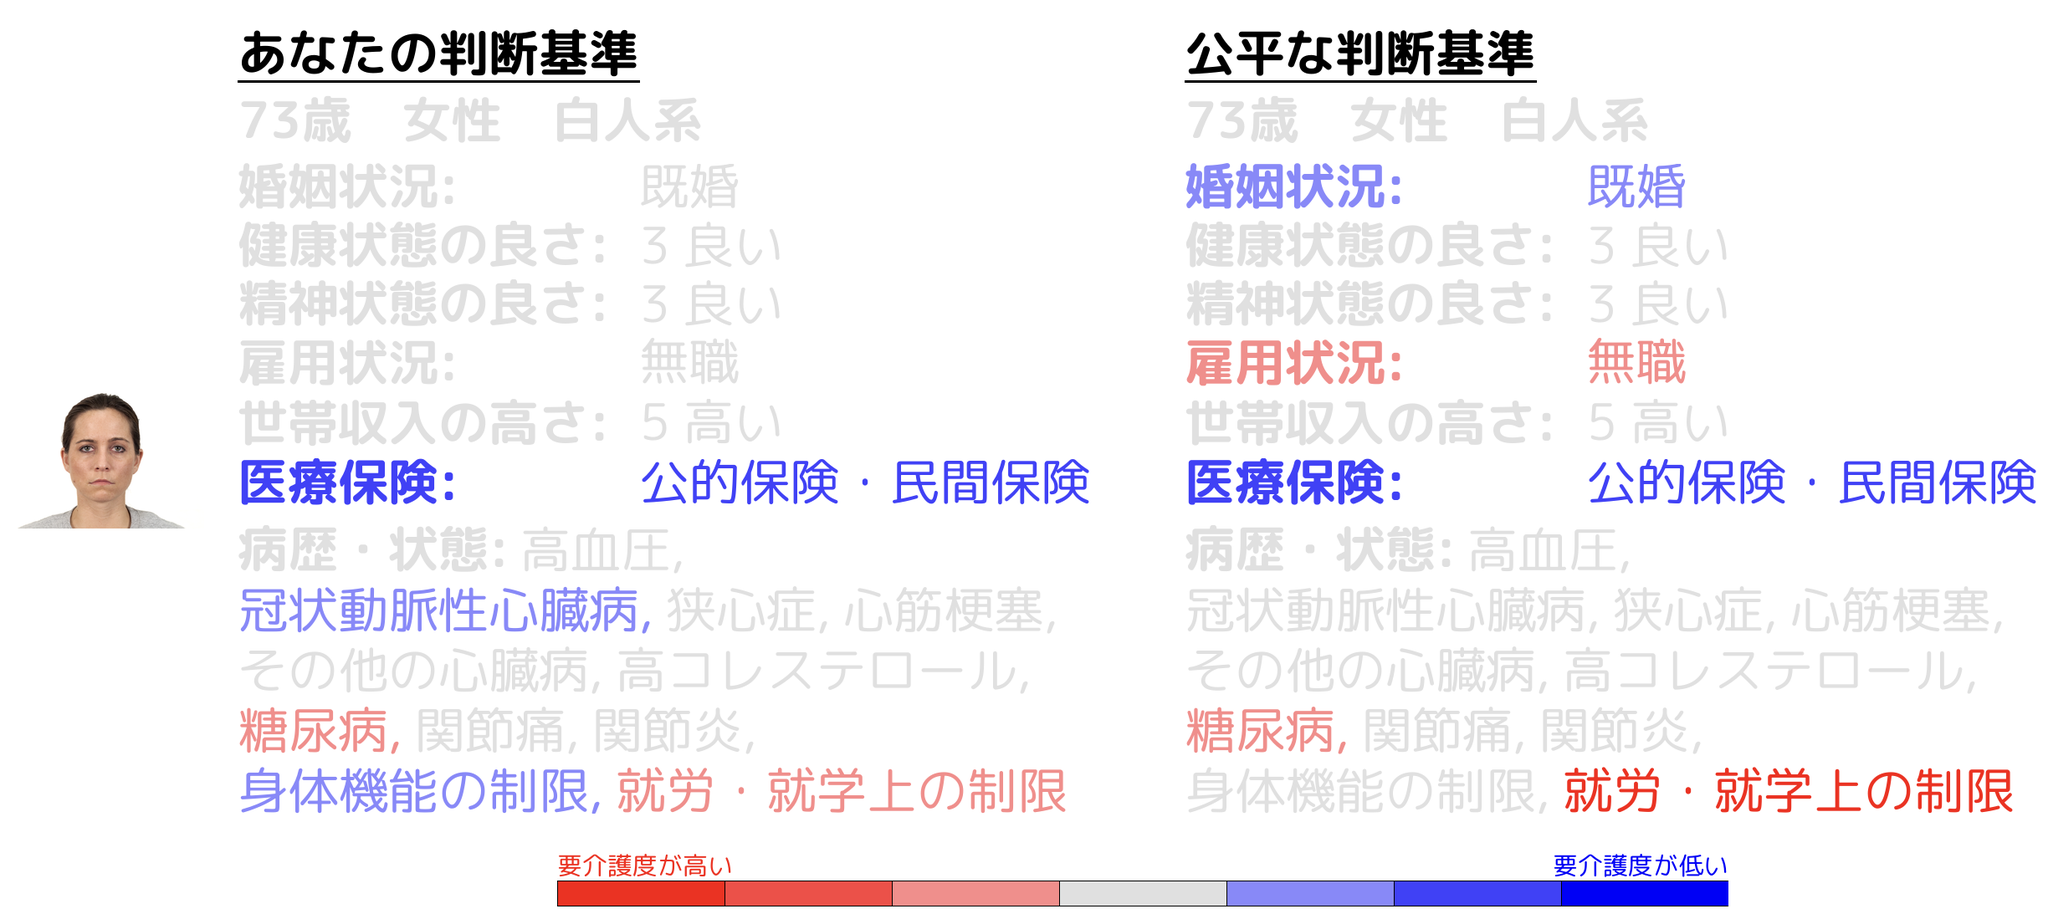 あなたの判断基準
73歳 女性 白人系
婚姻状況: 既婚
健康状態の良さ: 3 良い
精神状態の良さ: 3 良い
雇用状況: 無職
世帯収入の高さ: 5 高い
医療保険: 公的保険・民間保険
病歴・状態: 高血圧,
冠状動脈性心臓病, 狭心症, 心筋梗塞,
その他の心臓病, 高コレステロール,
糖尿病, 関節痛, 関節炎,
身体機能の制限, 就労・就学上の制限
公平な判断基準
73歳 女性 白人系
婚姻状況: 既婚
健康状態の良さ: 3 良い
精神状態の良さ: 3 良い
雇用状況: 無職
世帯収入の高さ: 5 高い
医療保険: 公的保険・民間保険
病歴・状態: 高血圧,
冠状動脈性心臓病, 狭心症, 心筋梗塞,
その他の心臓病, 高コレステロール,
糖尿病, 関節痛, 関節炎,
身体機能の制限, 就労・就学上の制限
要介護度が高い
要介護度が低い